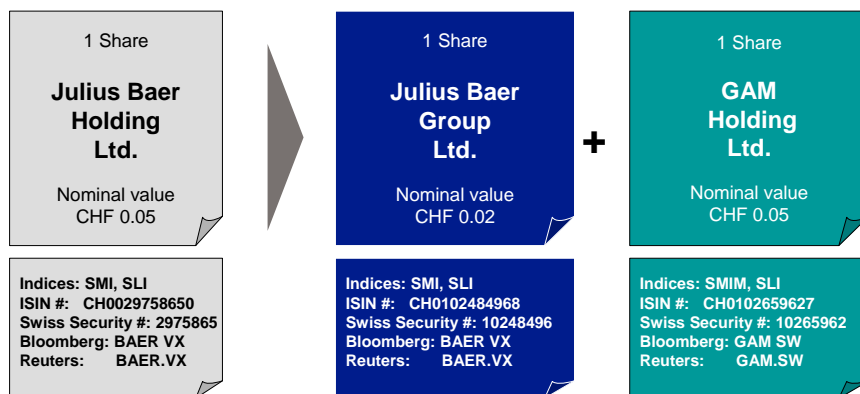 1 Share
Julius Baer
Holding
Ltd.
Nominal value
CHF 0.05
1 Share
Julius Baer
Group
Ltd.
Nominal value
CHF 0.02
+
1 Share
GAM
Holding
Ltd.
Nominal value
CHF 0.05
Indices: SMI, SLI
ISIN #: CH0029758650
Swiss Security #: 2975865
Bloomberg: BAER VX
Reuters: BAER.VX
Indices: SMI, SLI
ISIN #: CH0102484968
Swiss Security #: 10248496
Bloomberg: BAER VX
Reuters: BAER.VX
Indices: SMIM, SLI
ISIN #: CH0102659627
Swiss Security #: 10265962
Bloomberg: GAM SW
Reuters: GAM.SW